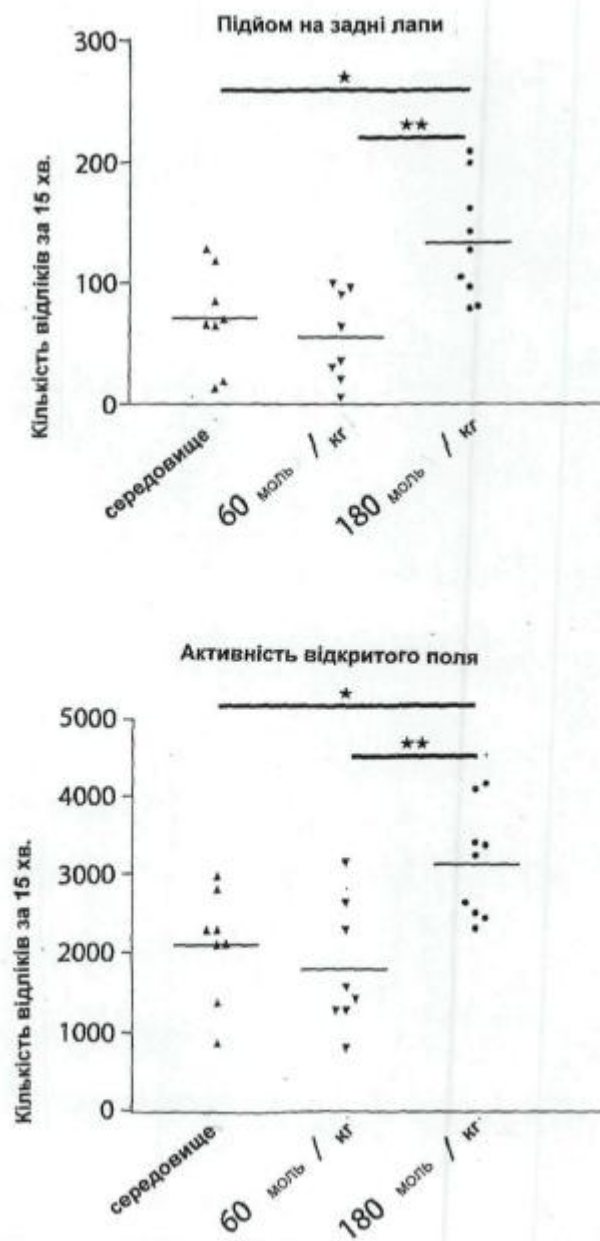 Підйом на задні лапи
300
200
100
0
Кількість відліків за 15 хв.
★
★★
середовище
60 моль / кг
180 моль / кг
Активність відкритого поля
5000
4000
3000
2000
1000
0
Кількість відліків за 15 хв.
★
★★
середовище
60 моль / кг
180 моль / кг